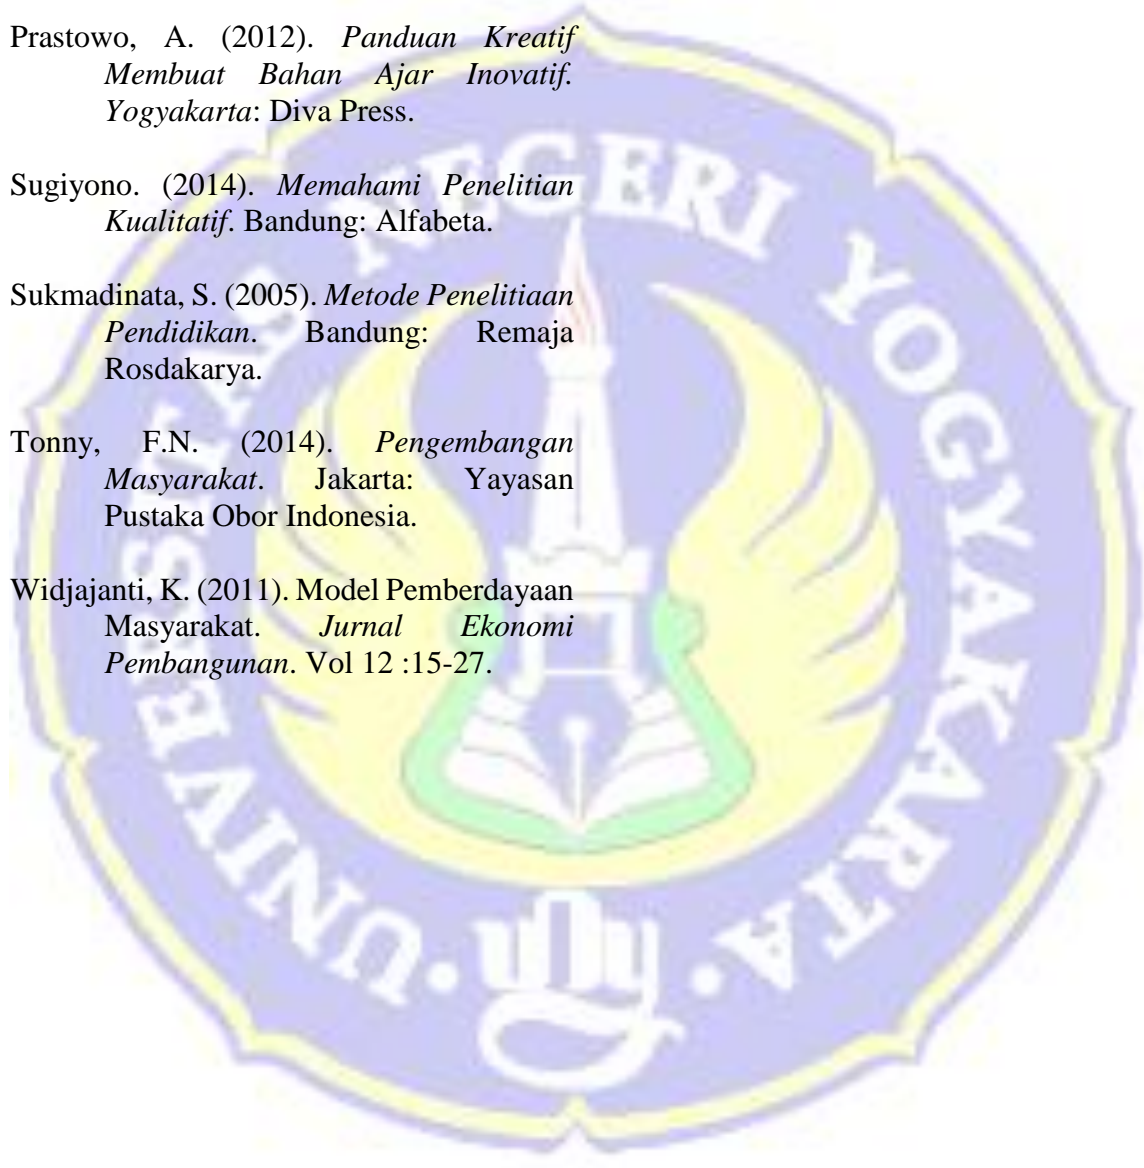 Prastowo, A. (2012). Panduan Kreatif
Membuat Bahan Ajar Inovatif.
Yogyakarta: Diva Press.
Sugiyono. (2014). Memahami Penelitian
Kualitatif. Bandung: Alfabeta.
Sukmadinata, S. (2005). Metode Penelitiaan
Pendidikan. Bandung: Remaja
Rosdakarya.
Tonny, F.N. (2014). Pengembangan
Masyarakat. Jakarta: Yayasan
Pustaka Obor Indonesia.
Widjajanti, K. (2011). Model Pemberdayaan
Masyarakat. Jurnal Ekonomi
Pembangunan. Vol 12 :15-27.
UNIVERSITAS NEGERI YOGYAKARTA
uny